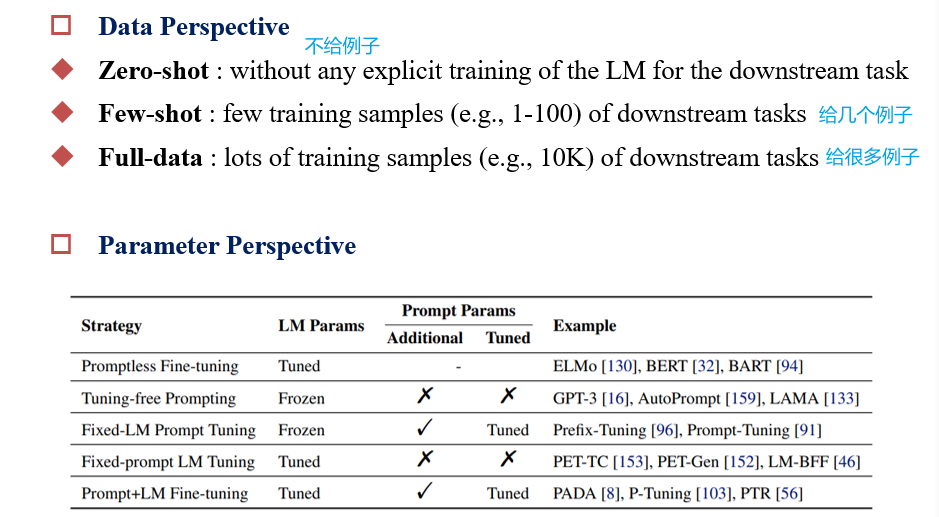 Data Perspective
不给例子
Zero-shot : without any explicit training of the LM for the downstream task
Few-shot : few training samples (e.g., 1-100) of downstream tasks 给几个例子
Full-data : lots of training samples (e.g., 10K) of downstream tasks 给很多例子
Parameter Perspective
Strategy LM Params Prompt Params Example
Additional Tuned
Promptless Fine-tuning Tuned - ELMo [130], BERT [32], BART [94]
Tuning-free Prompting Frozen ✗ ✗ GPT-3 [16], AutoPrompt [159], LAMA [133]
Fixed-LM Prompt Tuning Frozen ✓ Tuned Prefix-Tuning [96], Prompt-Tuning [91]
Fixed-prompt LM Tuning Tuned ✗ ✗ PET-TC [153], PET-Gen [152], LM-BFF [46]
Prompt+LM Fine-tuning Tuned ✓ Tuned PADA [8], P-Tuning [103], PTR [56]